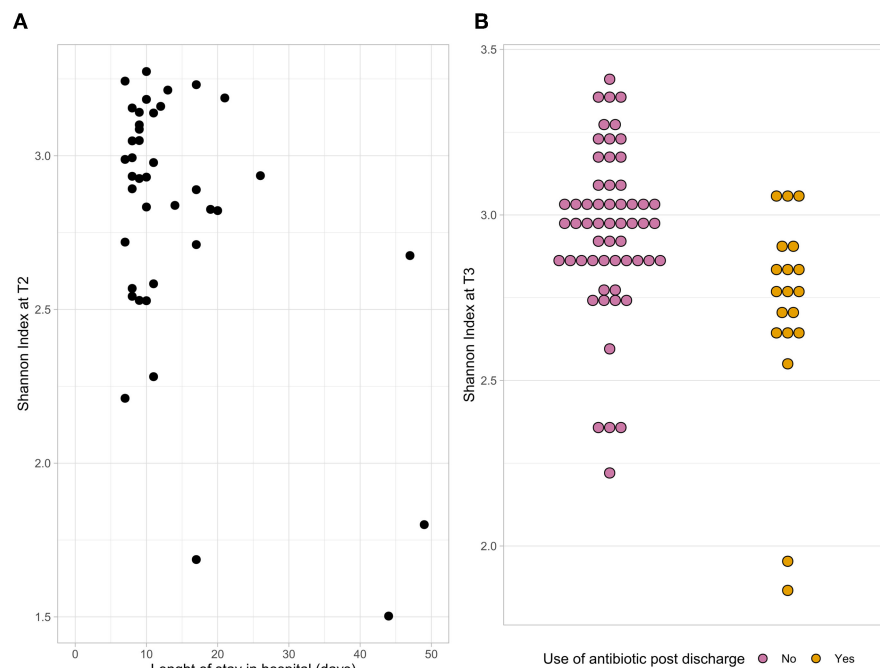 A
B
Shannon Index at T2
3.0
2.5
2.0
1.5
0
10
20
30
40
50
Lenght of stay in hospital (days)
Shannon Index at T3
3.5
3.0
2.5
2.0
Use of antibiotic post discharge No Yes